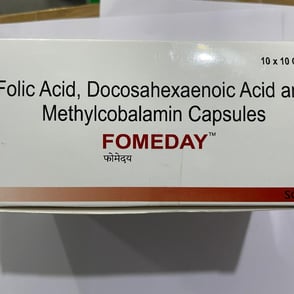 10 x 10
Folic Acid, Docosahexaenoic Acid
Methylcobalamin Capsules
FOMEDAY™
फोमेदय